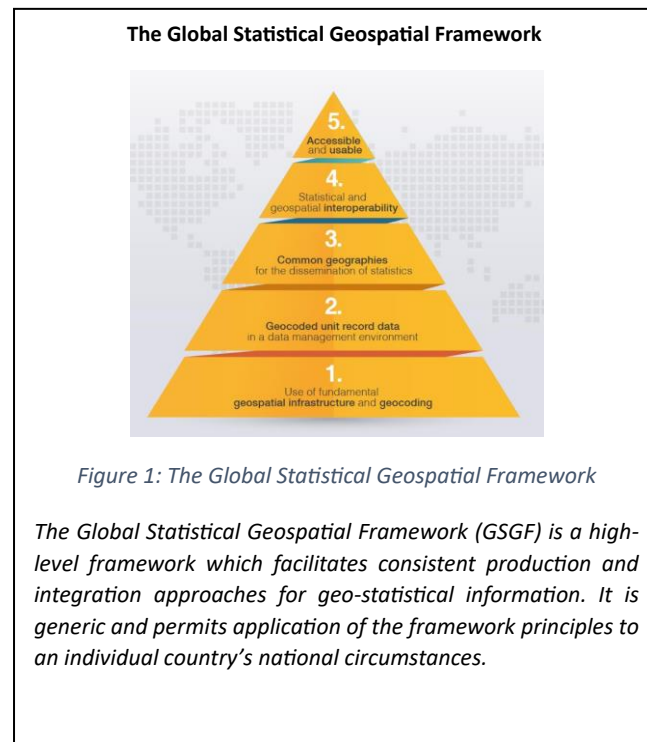 The Global Statistical Geospatial Framework
5.
Accessible
and usable
4.
Statistical and
geospatial interoperability
3.
Common geographies
for the dissemination of statistics
2.
Geocoded unit record data
in a data management environment
1.
Use of fundamental
geospatial infrastructure and geocoding
Figure 1: The Global Statistical Geospatial Framework
The Global Statistical Geospatial Framework (GSGF) is a high-
level framework which facilitates consistent production and
integration approaches for geo-statistical information. It is
generic and permits application of the framework principles to
an individual country's national circumstances.